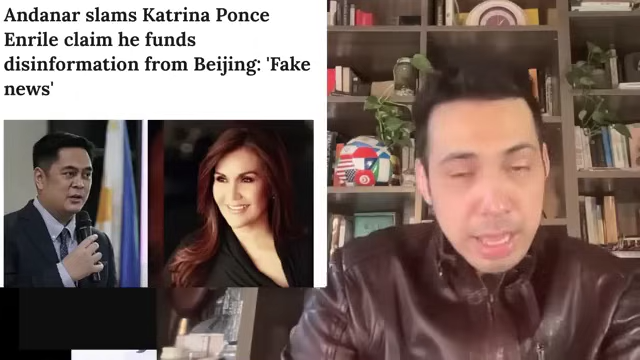 Andanar slams Katrina Ponce
Enrile claim he funds
disinformation from Beijing: 'Fake
news'